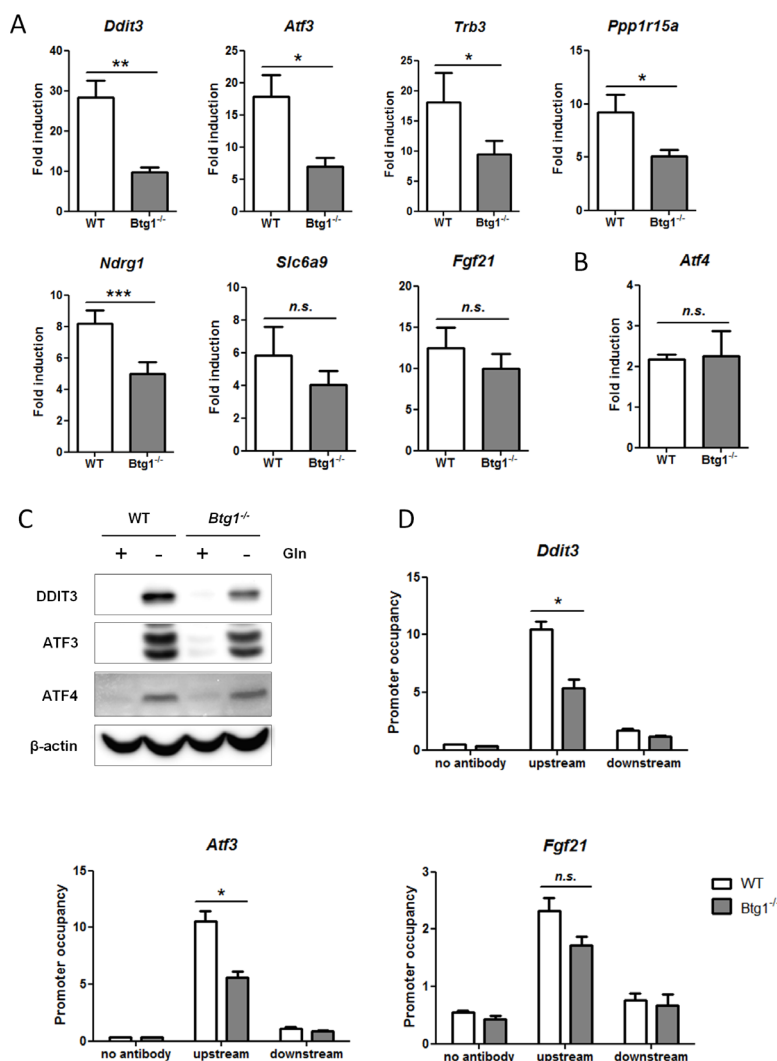 A
Ddit3
Atf3
Trb3
Ppp1r15a
**
*
*
*
Fold induction
40
30
20
10
0
WT
Btg1-/-
Fold induction
25
20
15
10
5
0
WT
Btg1-/-
Fold induction
25
20
15
10
5
0
WT
Btg1-/-
Fold induction
15
10
5
0
WT
Btg1-/-
Ndrg1
Slc6a9
Fgf21
B
Atf4
***
n.s.
n.s.
n.s.
Fold induction
10
8
6
4
2
0
WT
Btg1-/-
Fold induction
10
8
6
4
2
0
WT
Btg1-/-
Fold induction
20
15
10
5
0
WT
Btg1-/-
Fold induction
4
3
2
1
0
WT
Btg1-/-
C
WT
Btg1-/-
+ - + - Gln
DDIT3
ATF3
ATF4
β-actin
D
Ddit3
Promoter occupancy
15
10
5
0
*
no antibody upstream downstream
Atf3
Promoter occupancy
15
10
5
0
*
no antibody upstream downstream
Fgf21
Promoter occupancy
3
2
1
0
n.s.
no antibody upstream downstream
WT
Btg1-/-